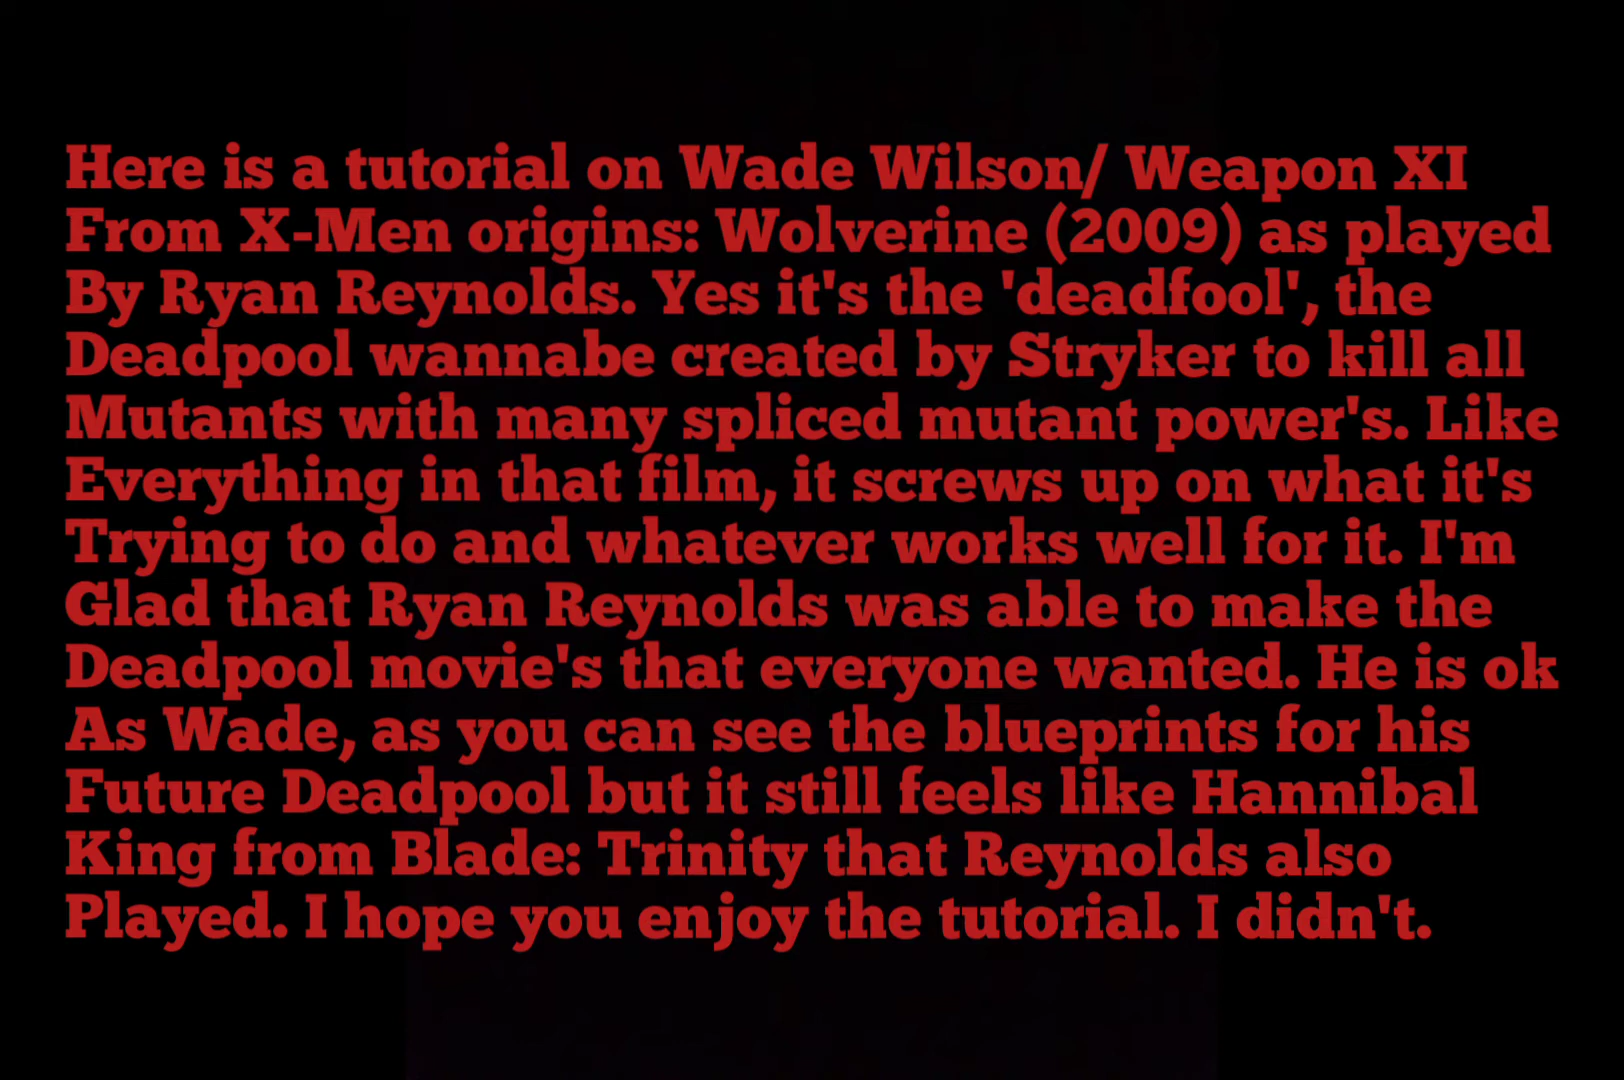 Here is a tutorial on Wade Wilson/ Weapon XI
From X-Men origins: Wolverine (2009) as played
By Ryan Reynolds. Yes it's the 'deadfool', the
Deadpool wannabe created by Stryker to kill all
Mutants with many spliced mutant power's. Like
Everything in that film, it screws up on what it's
Trying to do and whatever works well for it. I'm
Glad that Ryan Reynolds was able to make the
Deadpool movie's that everyone wanted. He is ok
As Wade, as you can see the blueprints for his
Future Deadpool but it still feels like Hannibal
King from Blade: Trinity that Reynolds also
Played. I hope you enjoy the tutorial. I didn't.